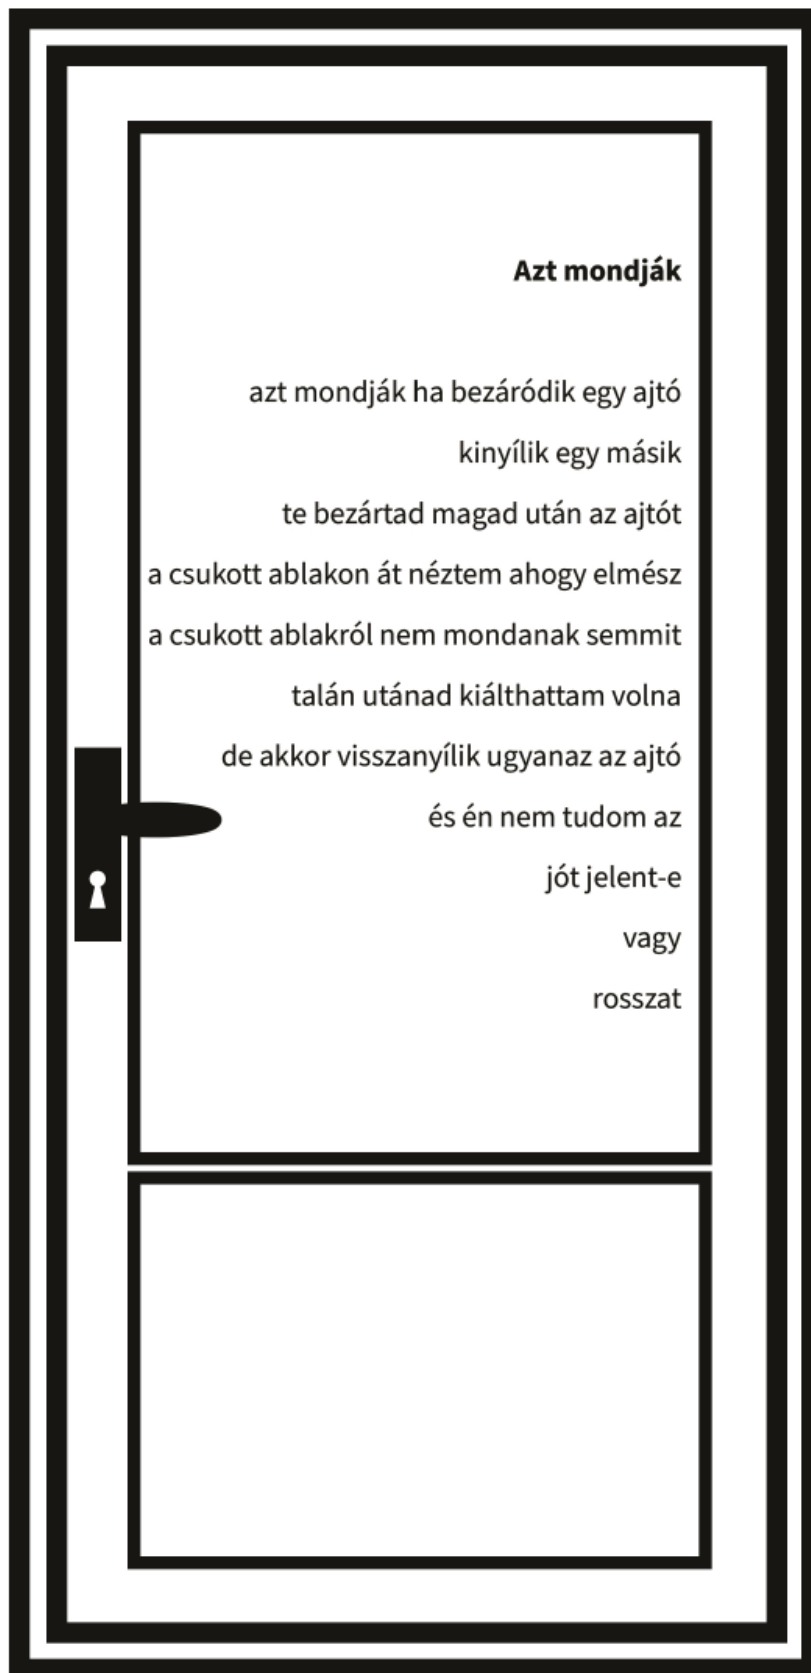 Azt mondják
azt mondják ha bezáródik egy ajtó
kinyílik egy másik
te bezártad magad után az ajtót
a csukott ablakon át néztem ahogy elmész
a csukott ablakról nem mondanak semmit
talán utánad kiálthattam volna
de akkor visszanyílik ugyanaz az ajtó
és én nem tudom az
jót jelent-e
vagy
rosszat